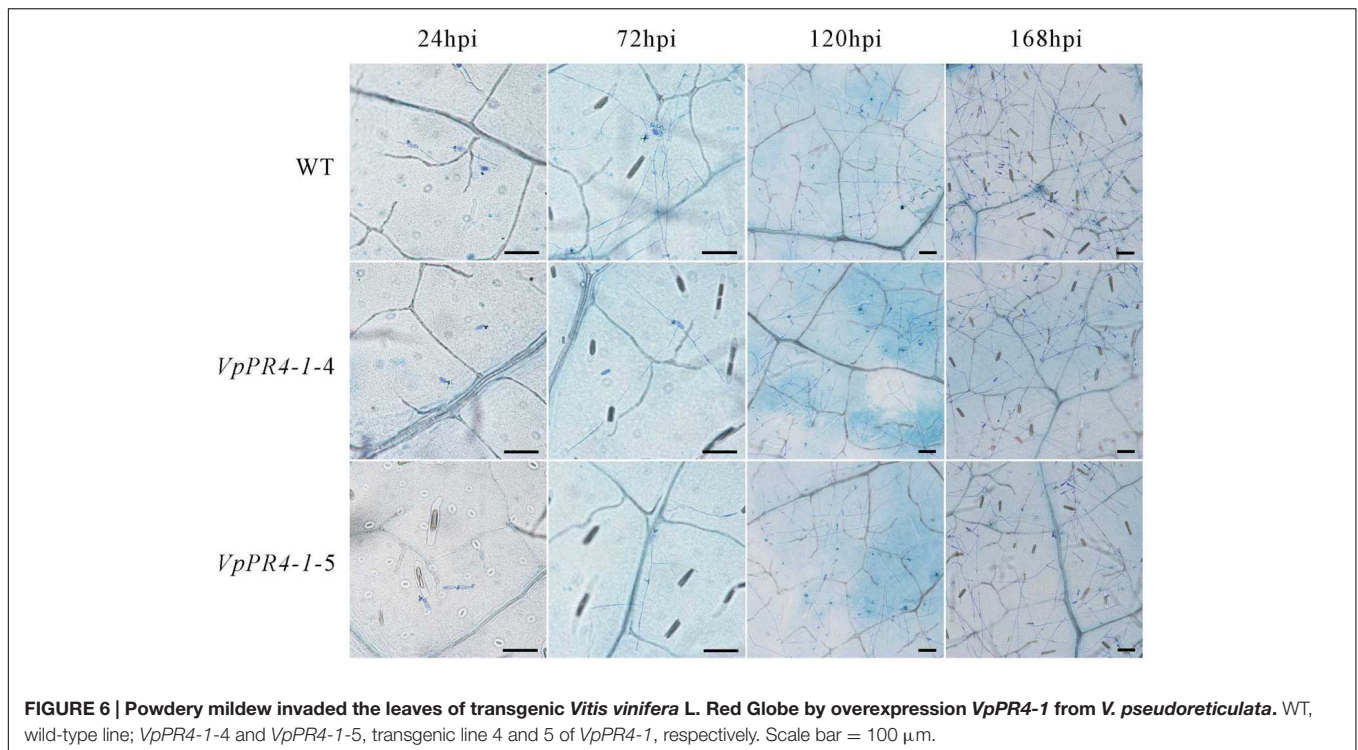 24hpi 72hpi 120hpi 168hpi
WT
VpPR4-1-4
VpPR4-1-5
FIGURE 6 | Powdery mildew invaded the leaves of transgenic Vitis vinifera L. Red Globe by overexpression VpPR4-1 from V. pseudoreticulata. WT,
wild-type line; VpPR4-1-4 and VpPR4-1-5, transgenic line 4 and 5 of VpPR4-1, respectively. Scale bar = 100 μm.